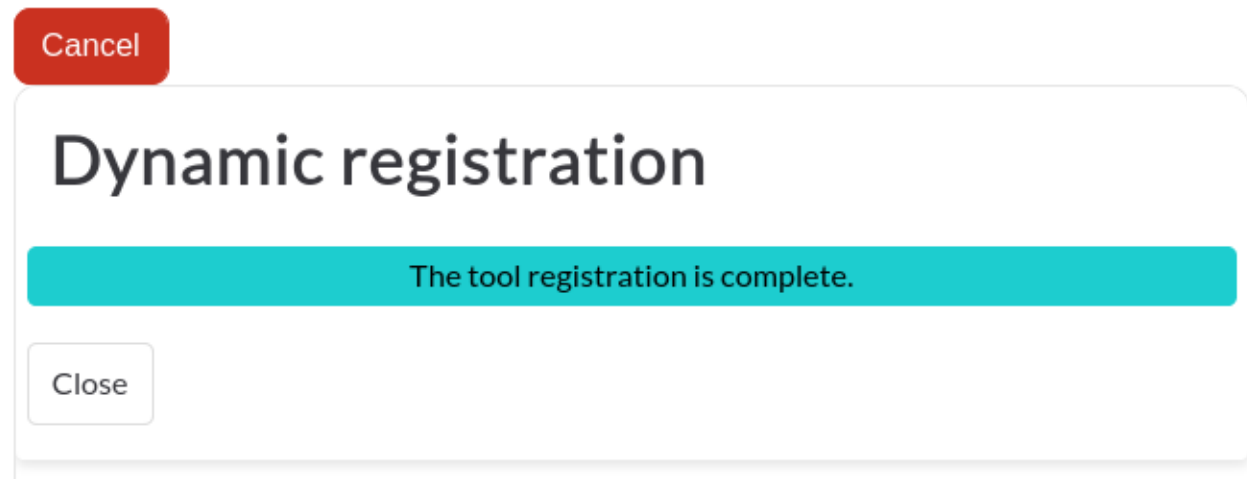 Cancel
Dynamic registration
The tool registration is complete.
Close